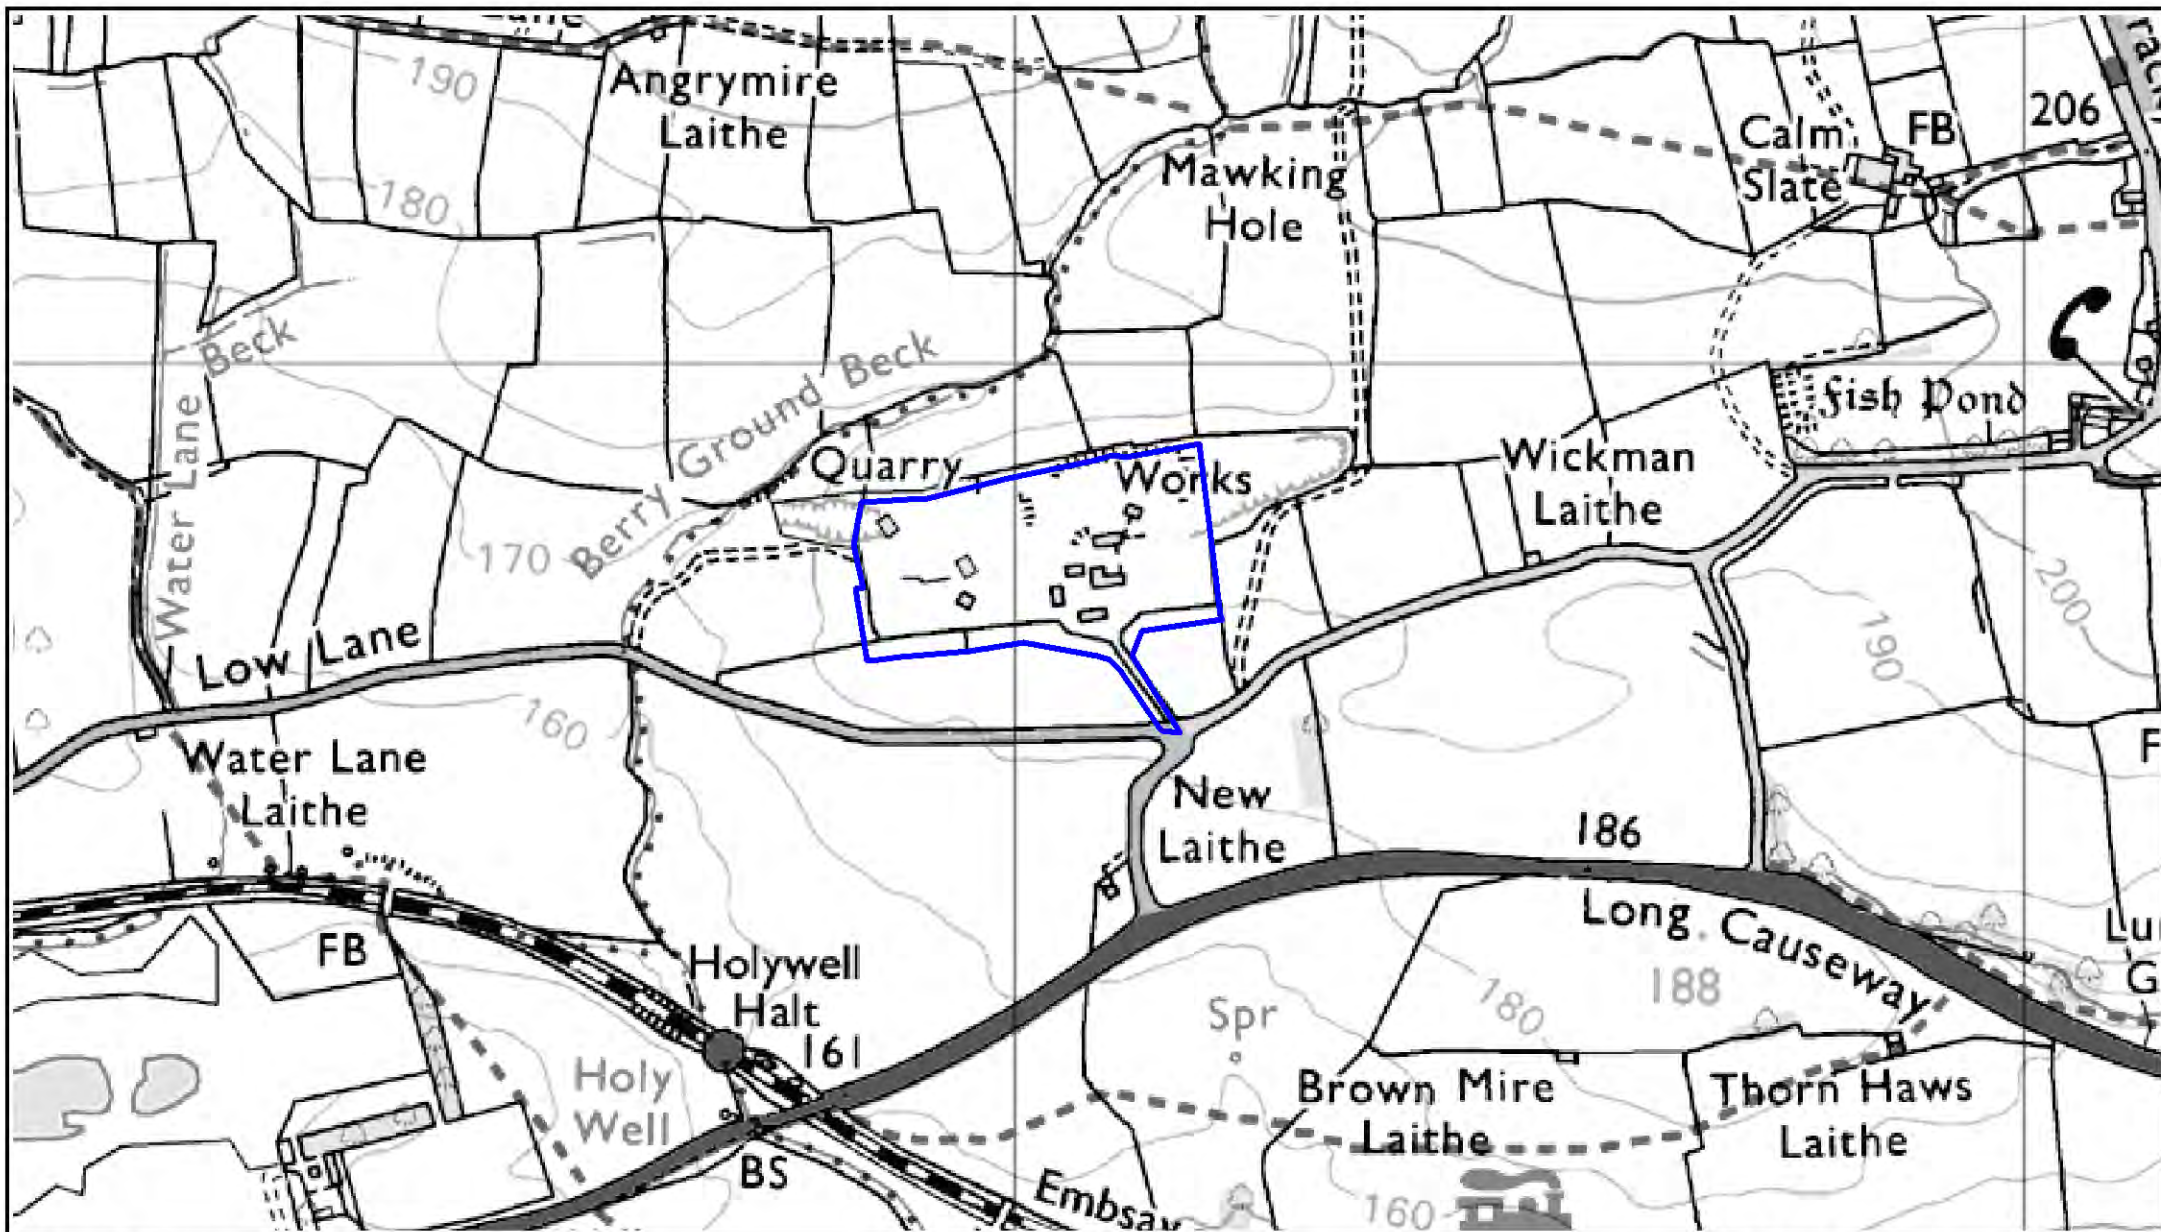 Lane
190
Angrymire
Laithe
180
Mawking
Hole
Calm
Slate
FB
206
Beck
Water Lane
Berry Ground Beck
Quarry
Works
Wickman
Laithe
Fish Pond
170
200
190
Low Lane
160
Water Lane
Laithe
New
Laithe
186
Long Causeway
188
FB
Holywell
Halt
161
Holy
Well
Spr
180
BS
Brown Mire
Laithe
Thorn Haws
Laithe
Embsay
160